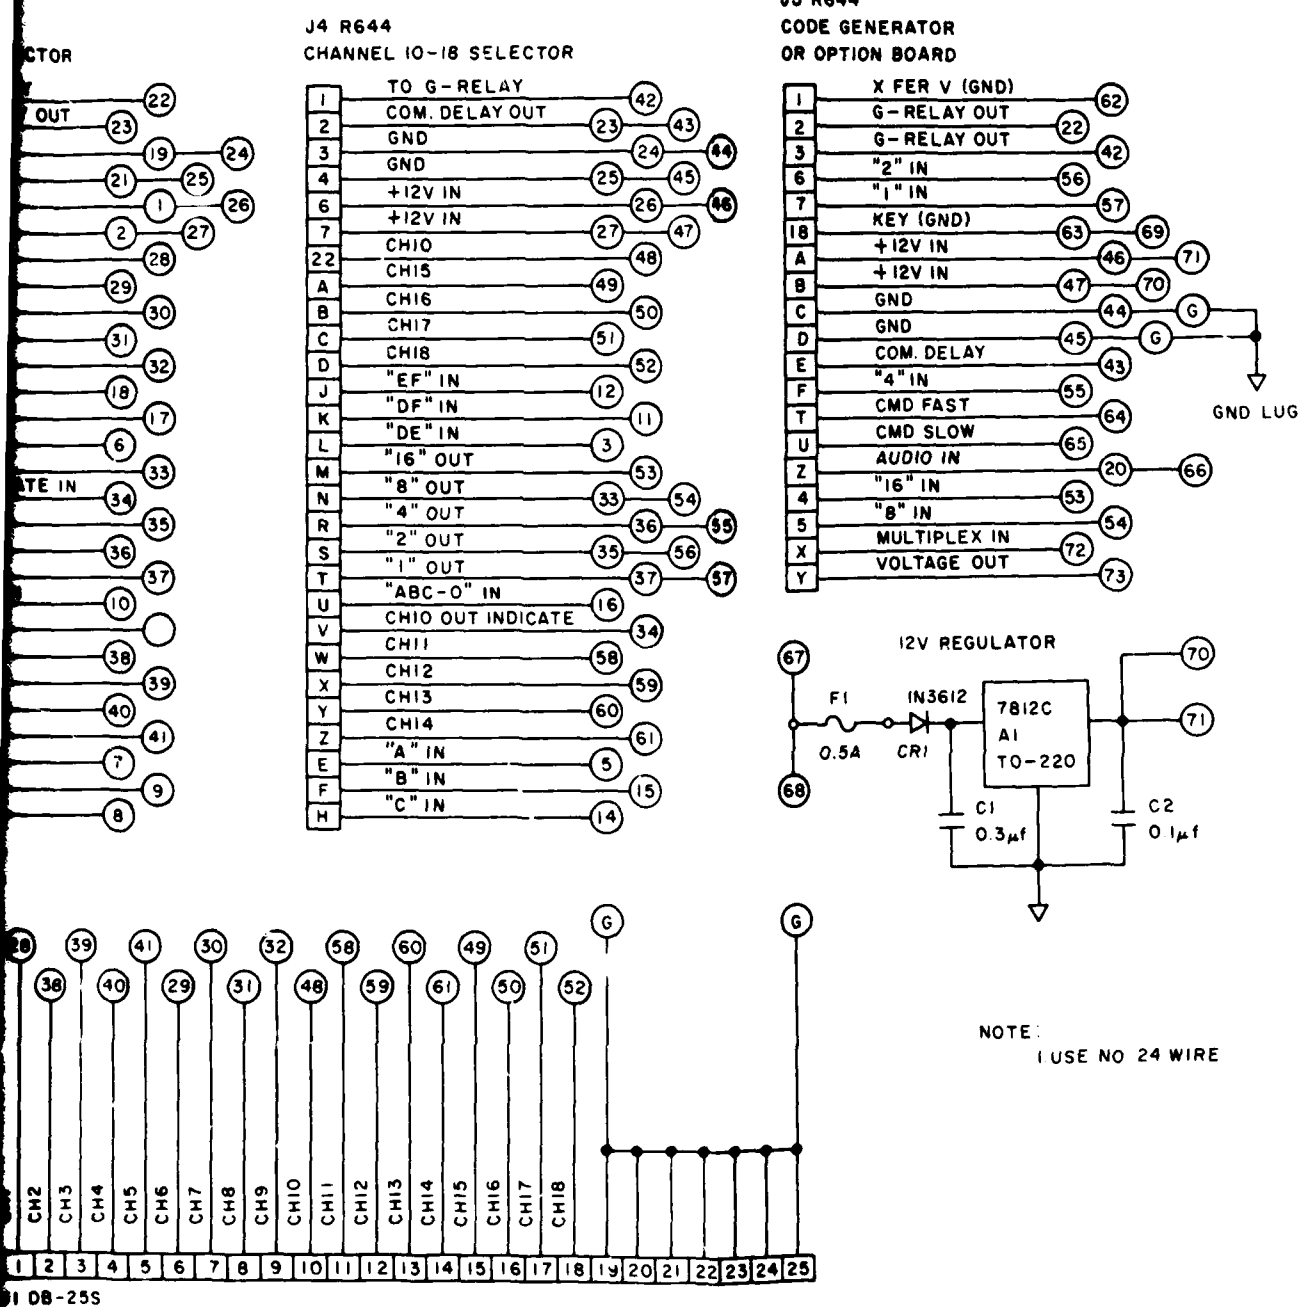 CTOR
22
OUT
23
19 24
21 25
1 26
2 27
28
29
30
31
32
18
17
6
33
ATE IN
34
35
36
37
10
38
39
40
41
7
9
8
J4 R644
CHANNEL 10-18 SELECTOR
1 TO G-RELAY 42
2 COM. DELAY OUT 23 43
3 GND 24 44
4 GND 25 45
6 +12V IN 26 46
7 +12V IN 27 47
22 CH10 48
A CH15 49
B CH16 50
C CH17 51
D CH18 52
J "EF" IN 12
K "DF" IN 11
L "DE" IN 3
M "16" OUT 53
N "8" OUT 33 54
R "4" OUT 36 55
S "2" OUT 35 56
T "1" OUT 37 57
U "ABC-0" IN 16
V CH10 OUT INDICATE 34
W CH11 58
X CH12 59
Y CH13 60
Z CH14 61
E "A" IN 5
F "B" IN 15
H "C" IN 14
R644
CODE GENERATOR
OR OPTION BOARD
1 X FER V (GND) 62
2 G-RELAY OUT 22
3 G-RELAY OUT 42
6 "2" IN 56
7 "1" IN 57
18 KEY (GND) 63 69
A +12V IN 46 71
B +12V IN 47 70
C GND 44 G
D GND 45 G
E COM. DELAY 43
F "4" IN 55
T CMD FAST 64
U CMD SLOW 65
Z AUDIO IN 20 66
4 "16" IN 53
5 "8" IN 54
X MULTIPLEX IN 72
Y VOLTAGE OUT 73
GND LUG
12V REGULATOR
67
68
F1
0.5A
1N3612
CR1
7812C
A1
TO-220
70
71
C1
0.3µf
C2
0.1µf
G G
28 39 41 30 32 58 60 49 51
38 40 29 31 48 59 61 50 52
NOTE:
1 USE NO 24 WIRE
CH2 CH3 CH4 CH5 CH6 CH7 CH8 CH9 CH10 CH11 CH12 CH13 CH14 CH15 CH16 CH17 CH18
1 2 3 4 5 6 7 8 9 10 11 12 13 14 15 16 17 18 19 20 21 22 23 24 25
DB-25S